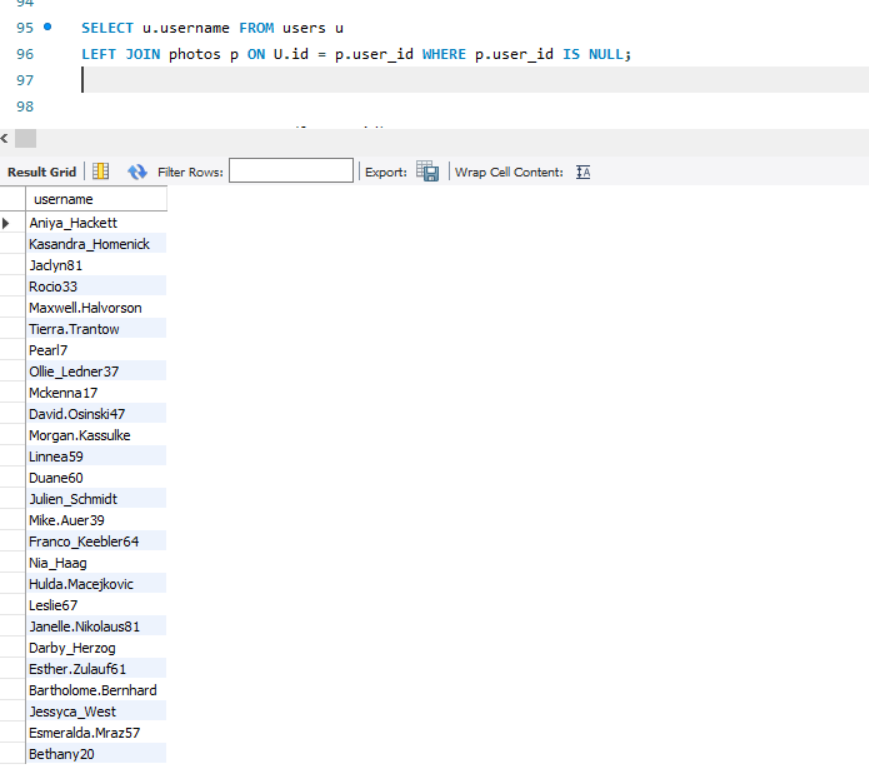 94
95 SELECT u.username FROM users u
96 LEFT JOIN photos p ON U.id = p.user_id WHERE p.user_id IS NULL;
97
98
Result Grid Filter Rows: Export: Wrap Cell Content:
username
Aniya_Hackett
Kasandra_Homenick
Jaclyn81
Rocio33
Maxwell.Halvorson
Tierra.Trantow
Pearl7
Ollie_Ledner37
Mckenna17
David.Osinski47
Morgan.Kassulke
Linnea59
Duane60
Julien_Schmidt
Mike.Auer39
Franco_Keebler64
Nia_Haag
Hulda.Macejkovic
Leslie67
Janelle.Nikolaus81
Darby_Herzog
Esther.Zulauf61
Bartholome.Bernhard
Jessyca_West
Esmeralda.Mraz57
Bethany20